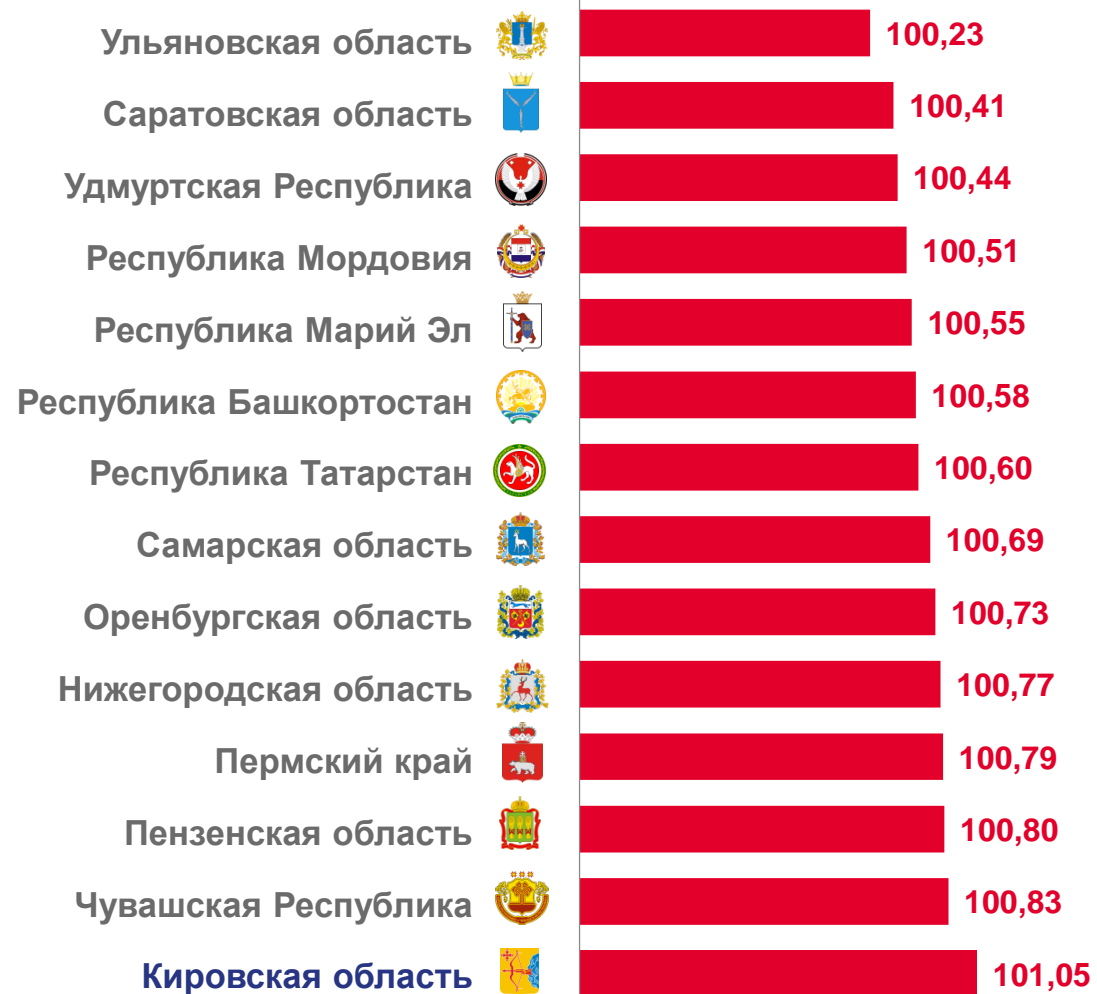 Ульяновская область 100,23
Саратовская область 100,41
Удмуртская Республика 100,44
Республика Мордовия 100,51
Республика Марий Эл 100,55
Республика Башкортостан 100,58
Республика Татарстан 100,60
Самарская область 100,69
Оренбургская область 100,73
Нижегородская область 100,77
Пермский край 100,79
Пензенская область 100,80
Чувашская Республика 100,83
Кировская область 101,05